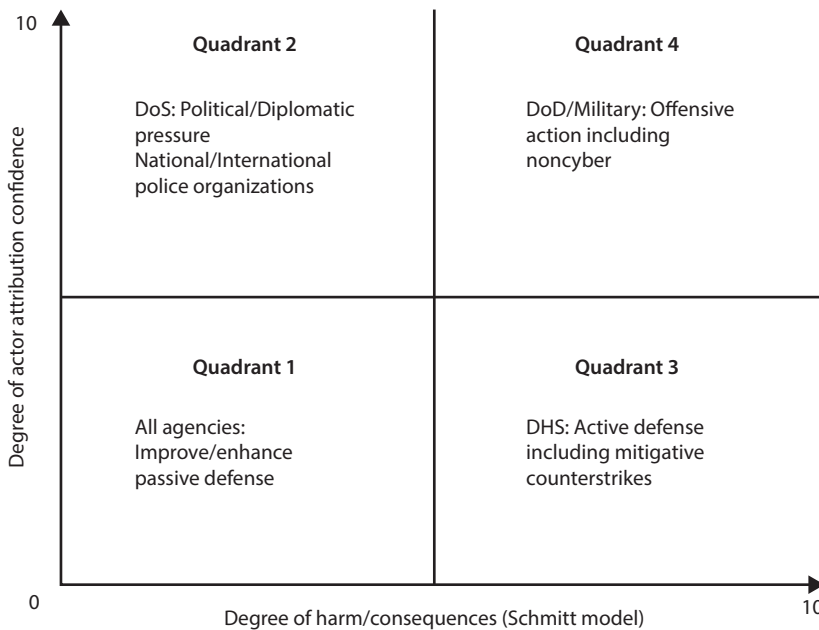 10
Quadrant 2
Quadrant 4
DoS: Political/Diplomatic
pressure
National/International
police organizations
DoD/Military: Offensive
action including
noncyber
Degree of actor attribution confidence
Quadrant 1
Quadrant 3
All agencies:
Improve/enhance
passive defense
DHS: Active defense
including mitigative
counterstrikes
0
10
Degree of harm/consequences (Schmitt model)